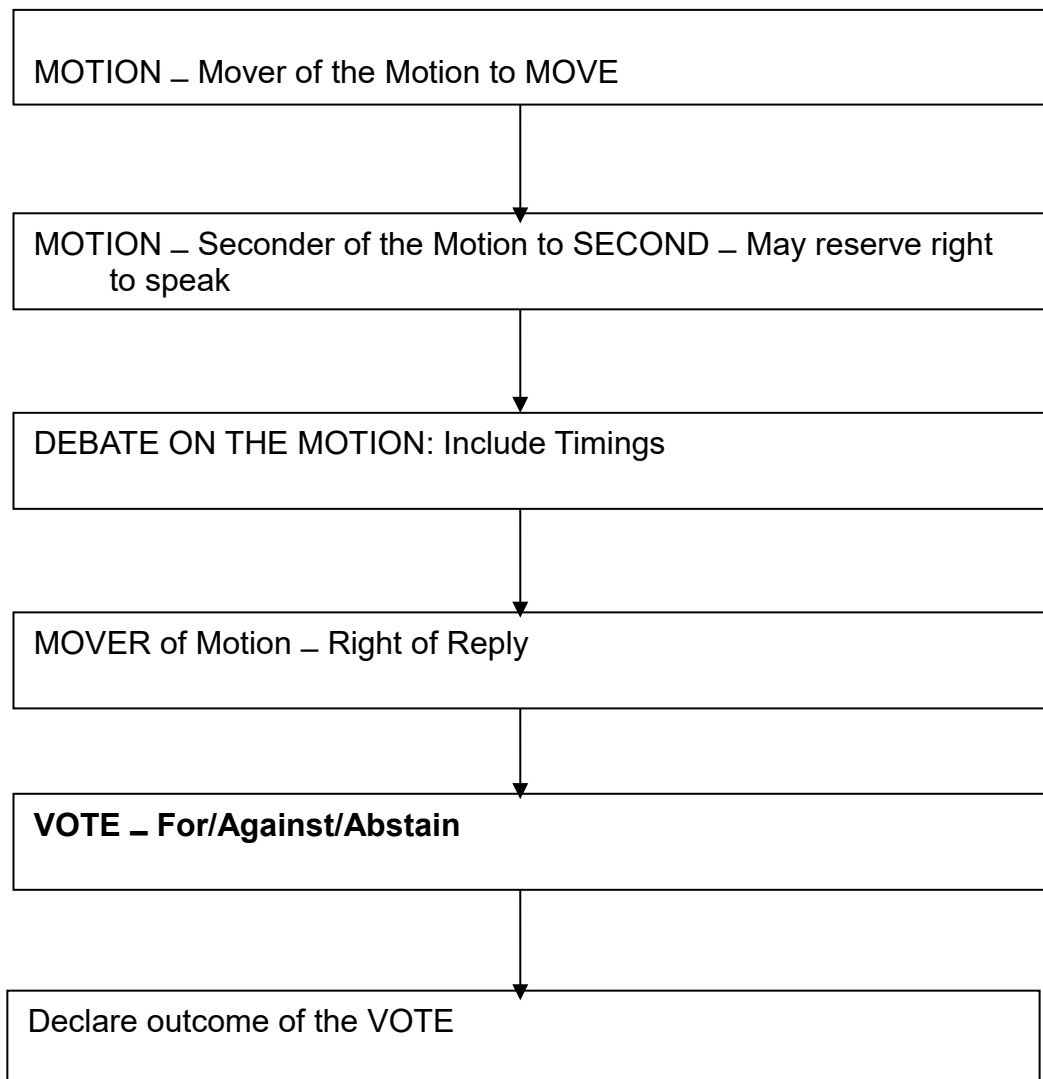 MOTION – Mover of the Motion to MOVE
MOTION – Seconder of the Motion to SECOND – May reserve right
to speak
DEBATE ON THE MOTION: Include Timings
MOVER of Motion – Right of Reply
VOTE – For/Against/Abstain
Declare outcome of the VOTE